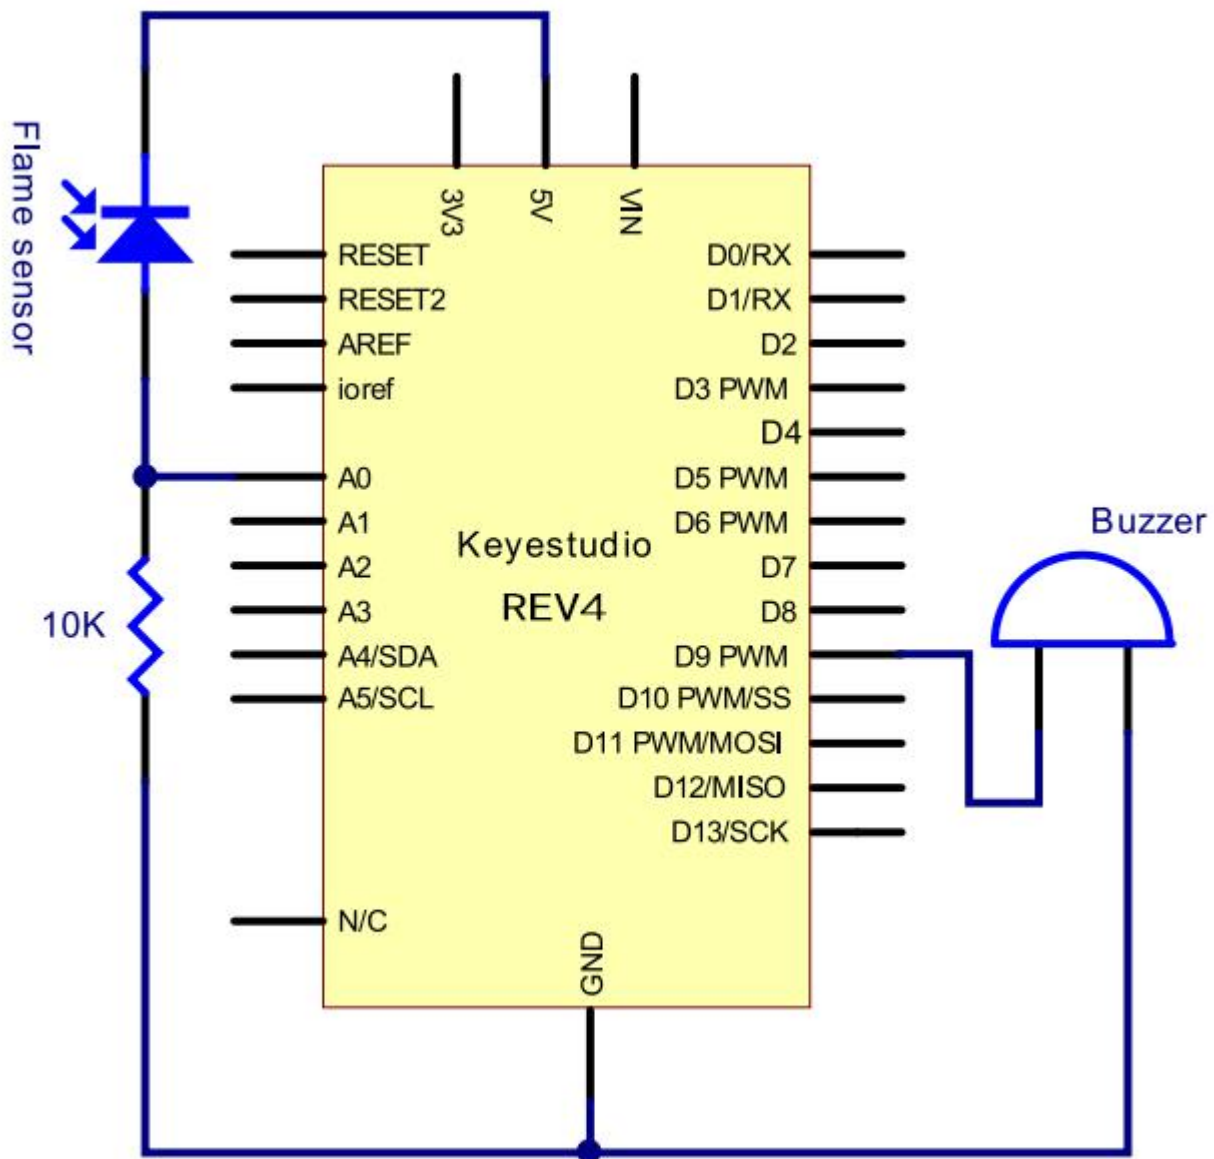 Flame sensor
3V3
5V
VIN
RESET
RESET2
AREF
ioref
A0
A1
A2
A3
A4/SDA
A5/SCL
N/C
10K
Keyestudio
REV4
D0/RX
D1/RX
D2
D3 PWM
D4
D5 PWM
D6 PWM
D7
D8
D9 PWM
D10 PWM/SS
D11 PWM/MOSI
D12/MISO
D13/SCK
GND
Buzzer